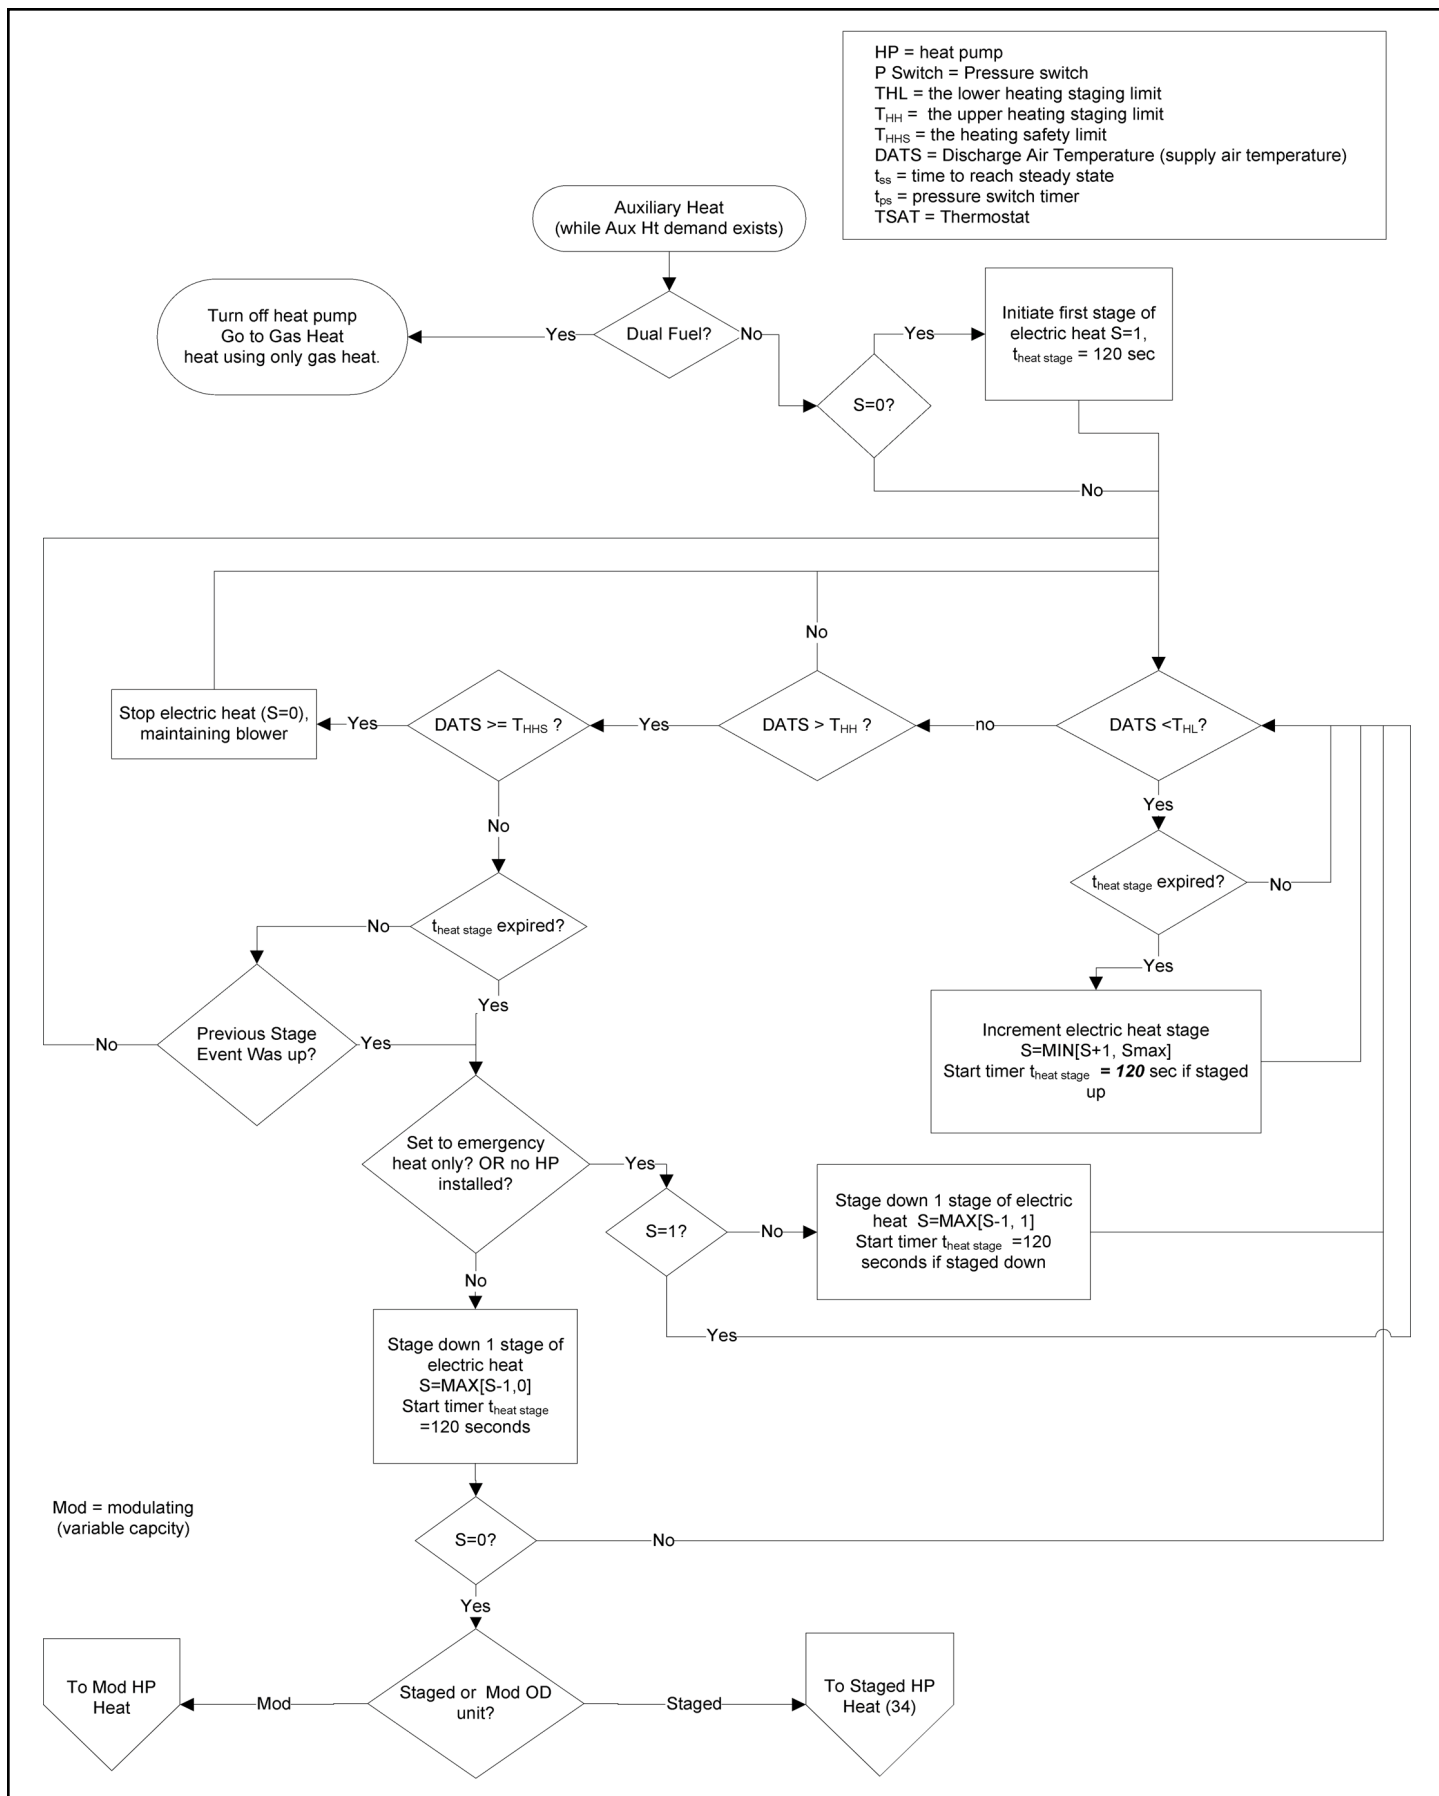 HP = heat pump
P Switch = Pressure switch
THL = the lower heating staging limit
THH = the upper heating staging limit
THHS = the heating safety limit
DATS = Discharge Air Temperature (supply air temperature)
tss = time to reach steady state
tps = pressure switch timer
TSAT = Thermostat
Auxiliary Heat
(while Aux Ht demand exists)
Turn off heat pump
Go to Gas Heat
heat using only gas heat.
Yes
Dual Fuel?
No
S=0?
Yes
Initiate first stage of
electric heat S=1,
theat stage = 120 sec
No
No
Stop electric heat (S=0),
maintaining blower
Yes
DATS >= THHS ?
Yes
DATS > THH ?
no
DATS <THL?
Yes
No
theat stage expired?
No
theat stage expired?
No
Yes
Yes
Previous Stage
Event Was up?
No
Yes
Increment electric heat stage
S=MIN[S+1, Smax]
Start timer theat stage = 120 sec if staged
up
Set to emergency
heat only? OR no HP
installed?
Yes
S=1?
No
Stage down 1 stage of electric
heat S=MAX[S-1, 1]
Start timer theat stage =120
seconds if staged down
No
Yes
Stage down 1 stage of
electric heat
S=MAX[S-1,0]
Start timer theat stage
=120 seconds
Mod = modulating
(variable capcity)
S=0?
No
Yes
To Mod HP
Heat
Mod
Staged or Mod OD
unit?
Staged
To Staged HP
Heat (34)